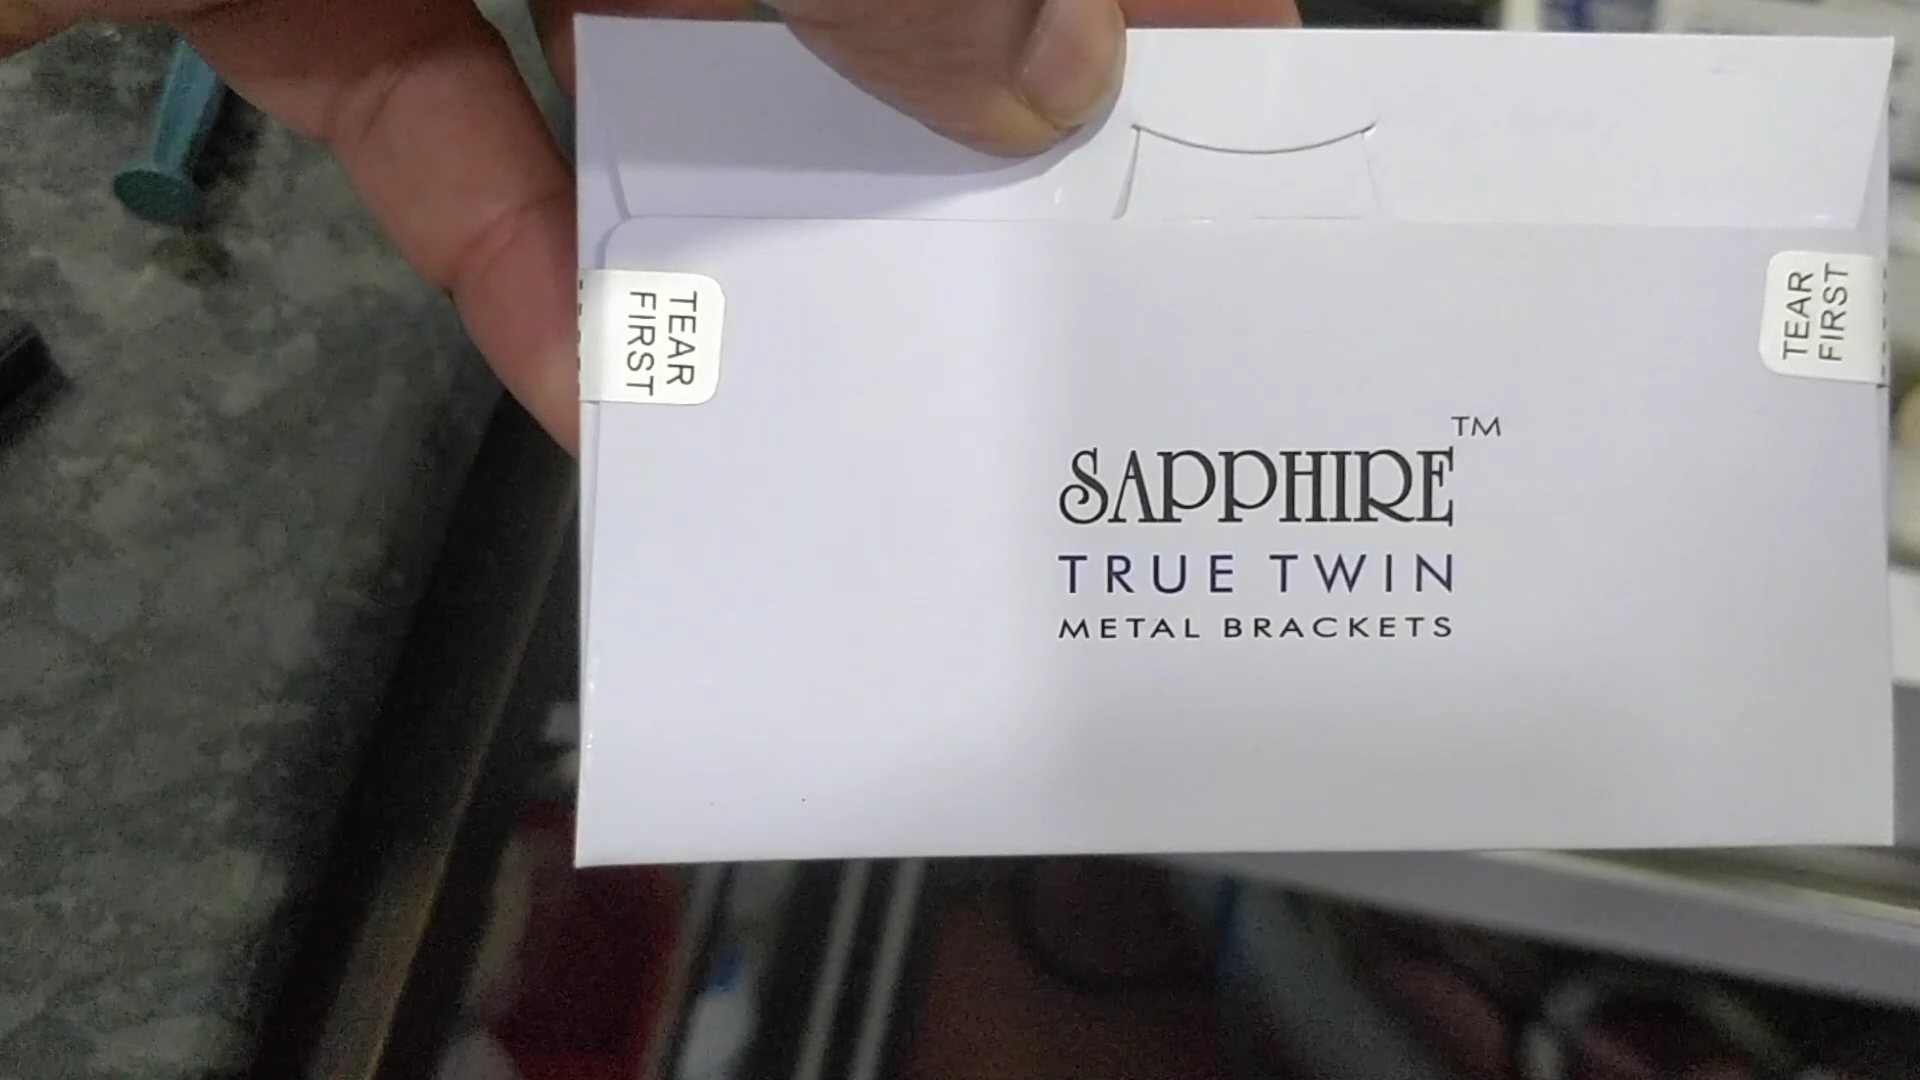 TEAR
FIRST
TEAR
FIRST
SAPPHIRE™
TRUE TWIN
METAL BRACKETS